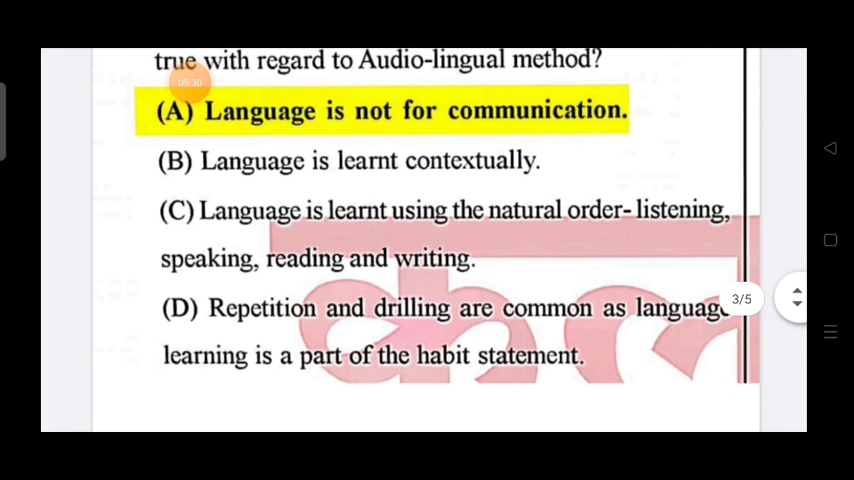 true with regard to Audio-lingual method?
05:30
(A) Language is not for communication.
(B) Language is learnt contextually.
(C) Language is learnt using the natural order- listening,
speaking, reading and writing.
(D) Repetition and drilling are common as language
3/5
learning is a part of the habit statement.